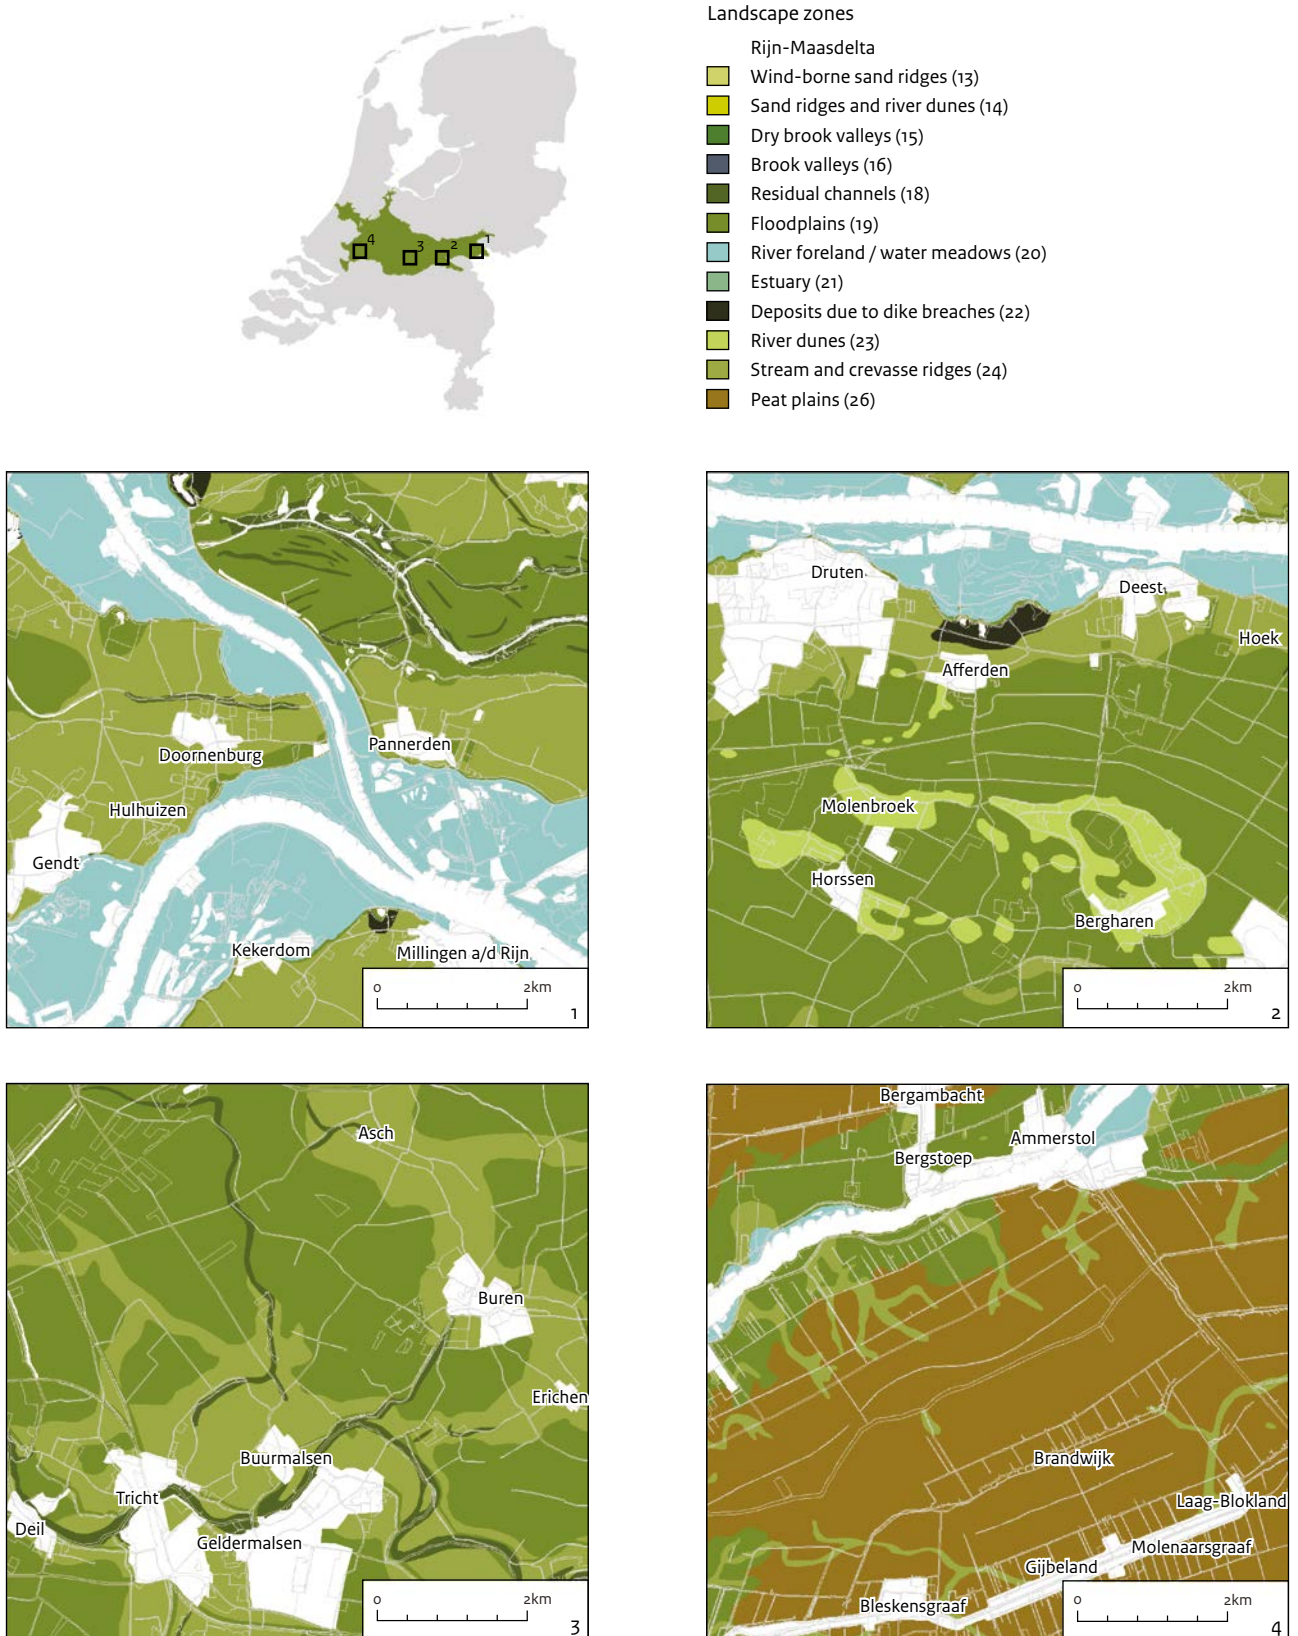 Landscape zones
Rijn-Maasdelta
Wind-borne sand ridges (13)
Sand ridges and river dunes (14)
Dry brook valleys (15)
Brook valleys (16)
Residual channels (18)
Floodplains (19)
River foreland / water meadows (20)
Estuary (21)
Deposits due to dike breaches (22)
River dunes (23)
Stream and crevasse ridges (24)
Peat plains (26)
4
3
2
1
Doornenburg
Pannerden
Hulhuizen
Gendt
Kekerdom
Millingen a/d Rijn
0 2km
1
Druten
Deest
Hoek
Afferden
Molenbroek
Horssen
Bergharen
0 2km
2
Asch
Buren
Erichen
Buurmalsen
Tricht
Deil
Geldermalsen
0 2km
3
Bergambacht
Ammerstol
Bergstoep
Brandwijk
Laag-Blokland
Molenaarsgraaf
Gijbeland
Bleskensgraaf
0 2km
4